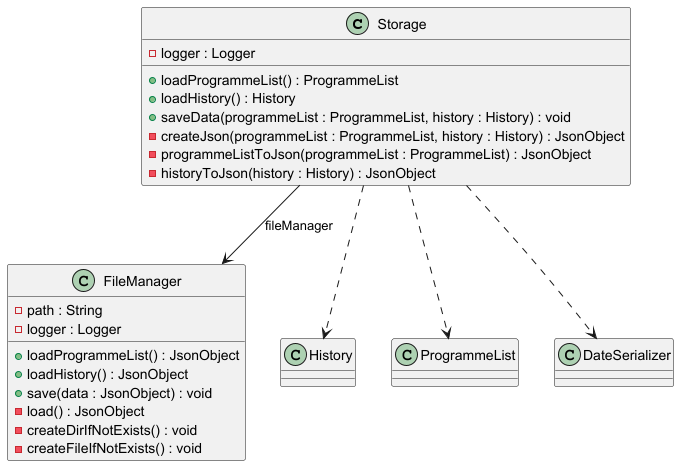 C Storage
logger : Logger
loadProgrammeList() : ProgrammeList
loadHistory() : History
saveData(programmeList : ProgrammeList, history : History) : void
createJson(programmeList : ProgrammeList, history : History) : JsonObject
programmeListToJson(programmeList : ProgrammeList) : JsonObject
historyToJson(history : History) : JsonObject
fileManager
C FileManager
path : String
logger : Logger
loadProgrammeList() : JsonObject
loadHistory() : JsonObject
save(data : JsonObject) : void
load() : JsonObject
createDirIfNotExists() : void
createFileIfNotExists() : void
C History
C ProgrammeList
C DateSerializer